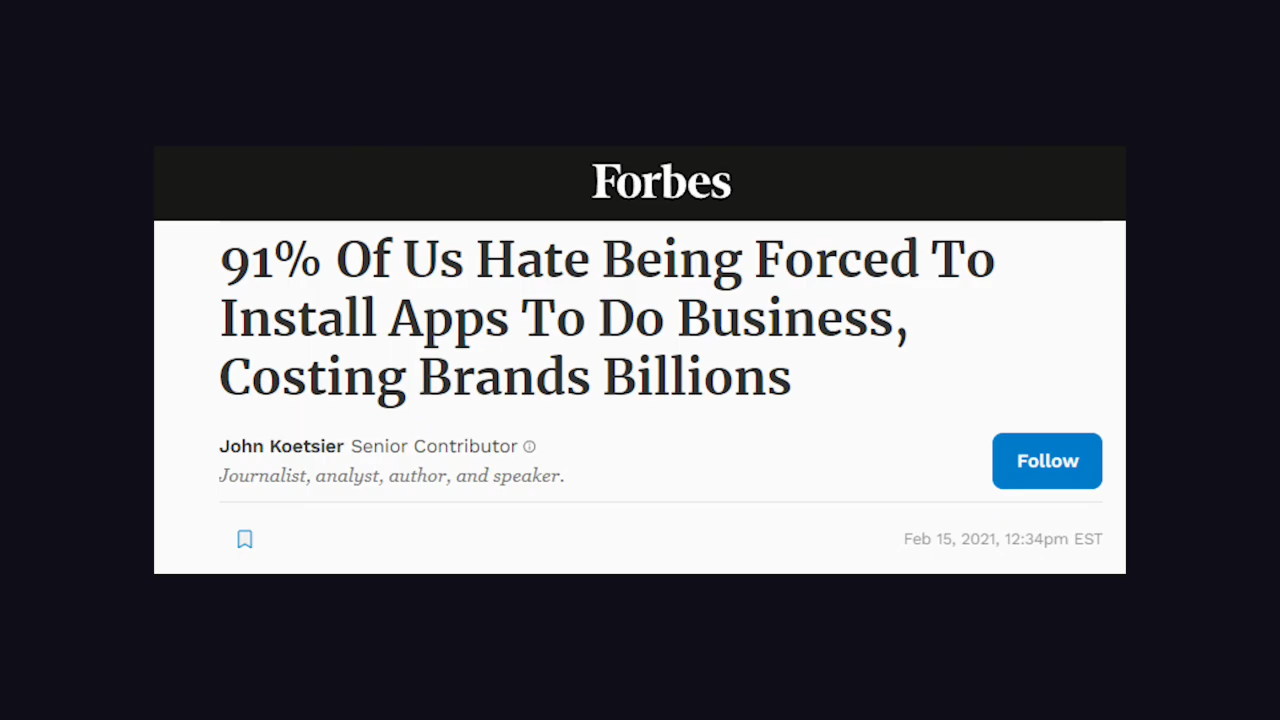 Forbes
91% Of Us Hate Being Forced To
Install Apps To Do Business,
Costing Brands Billions
John Koetsier Senior Contributor
Journalist, analyst, author, and speaker.
Follow
Feb 15, 2021, 12:34pm EST